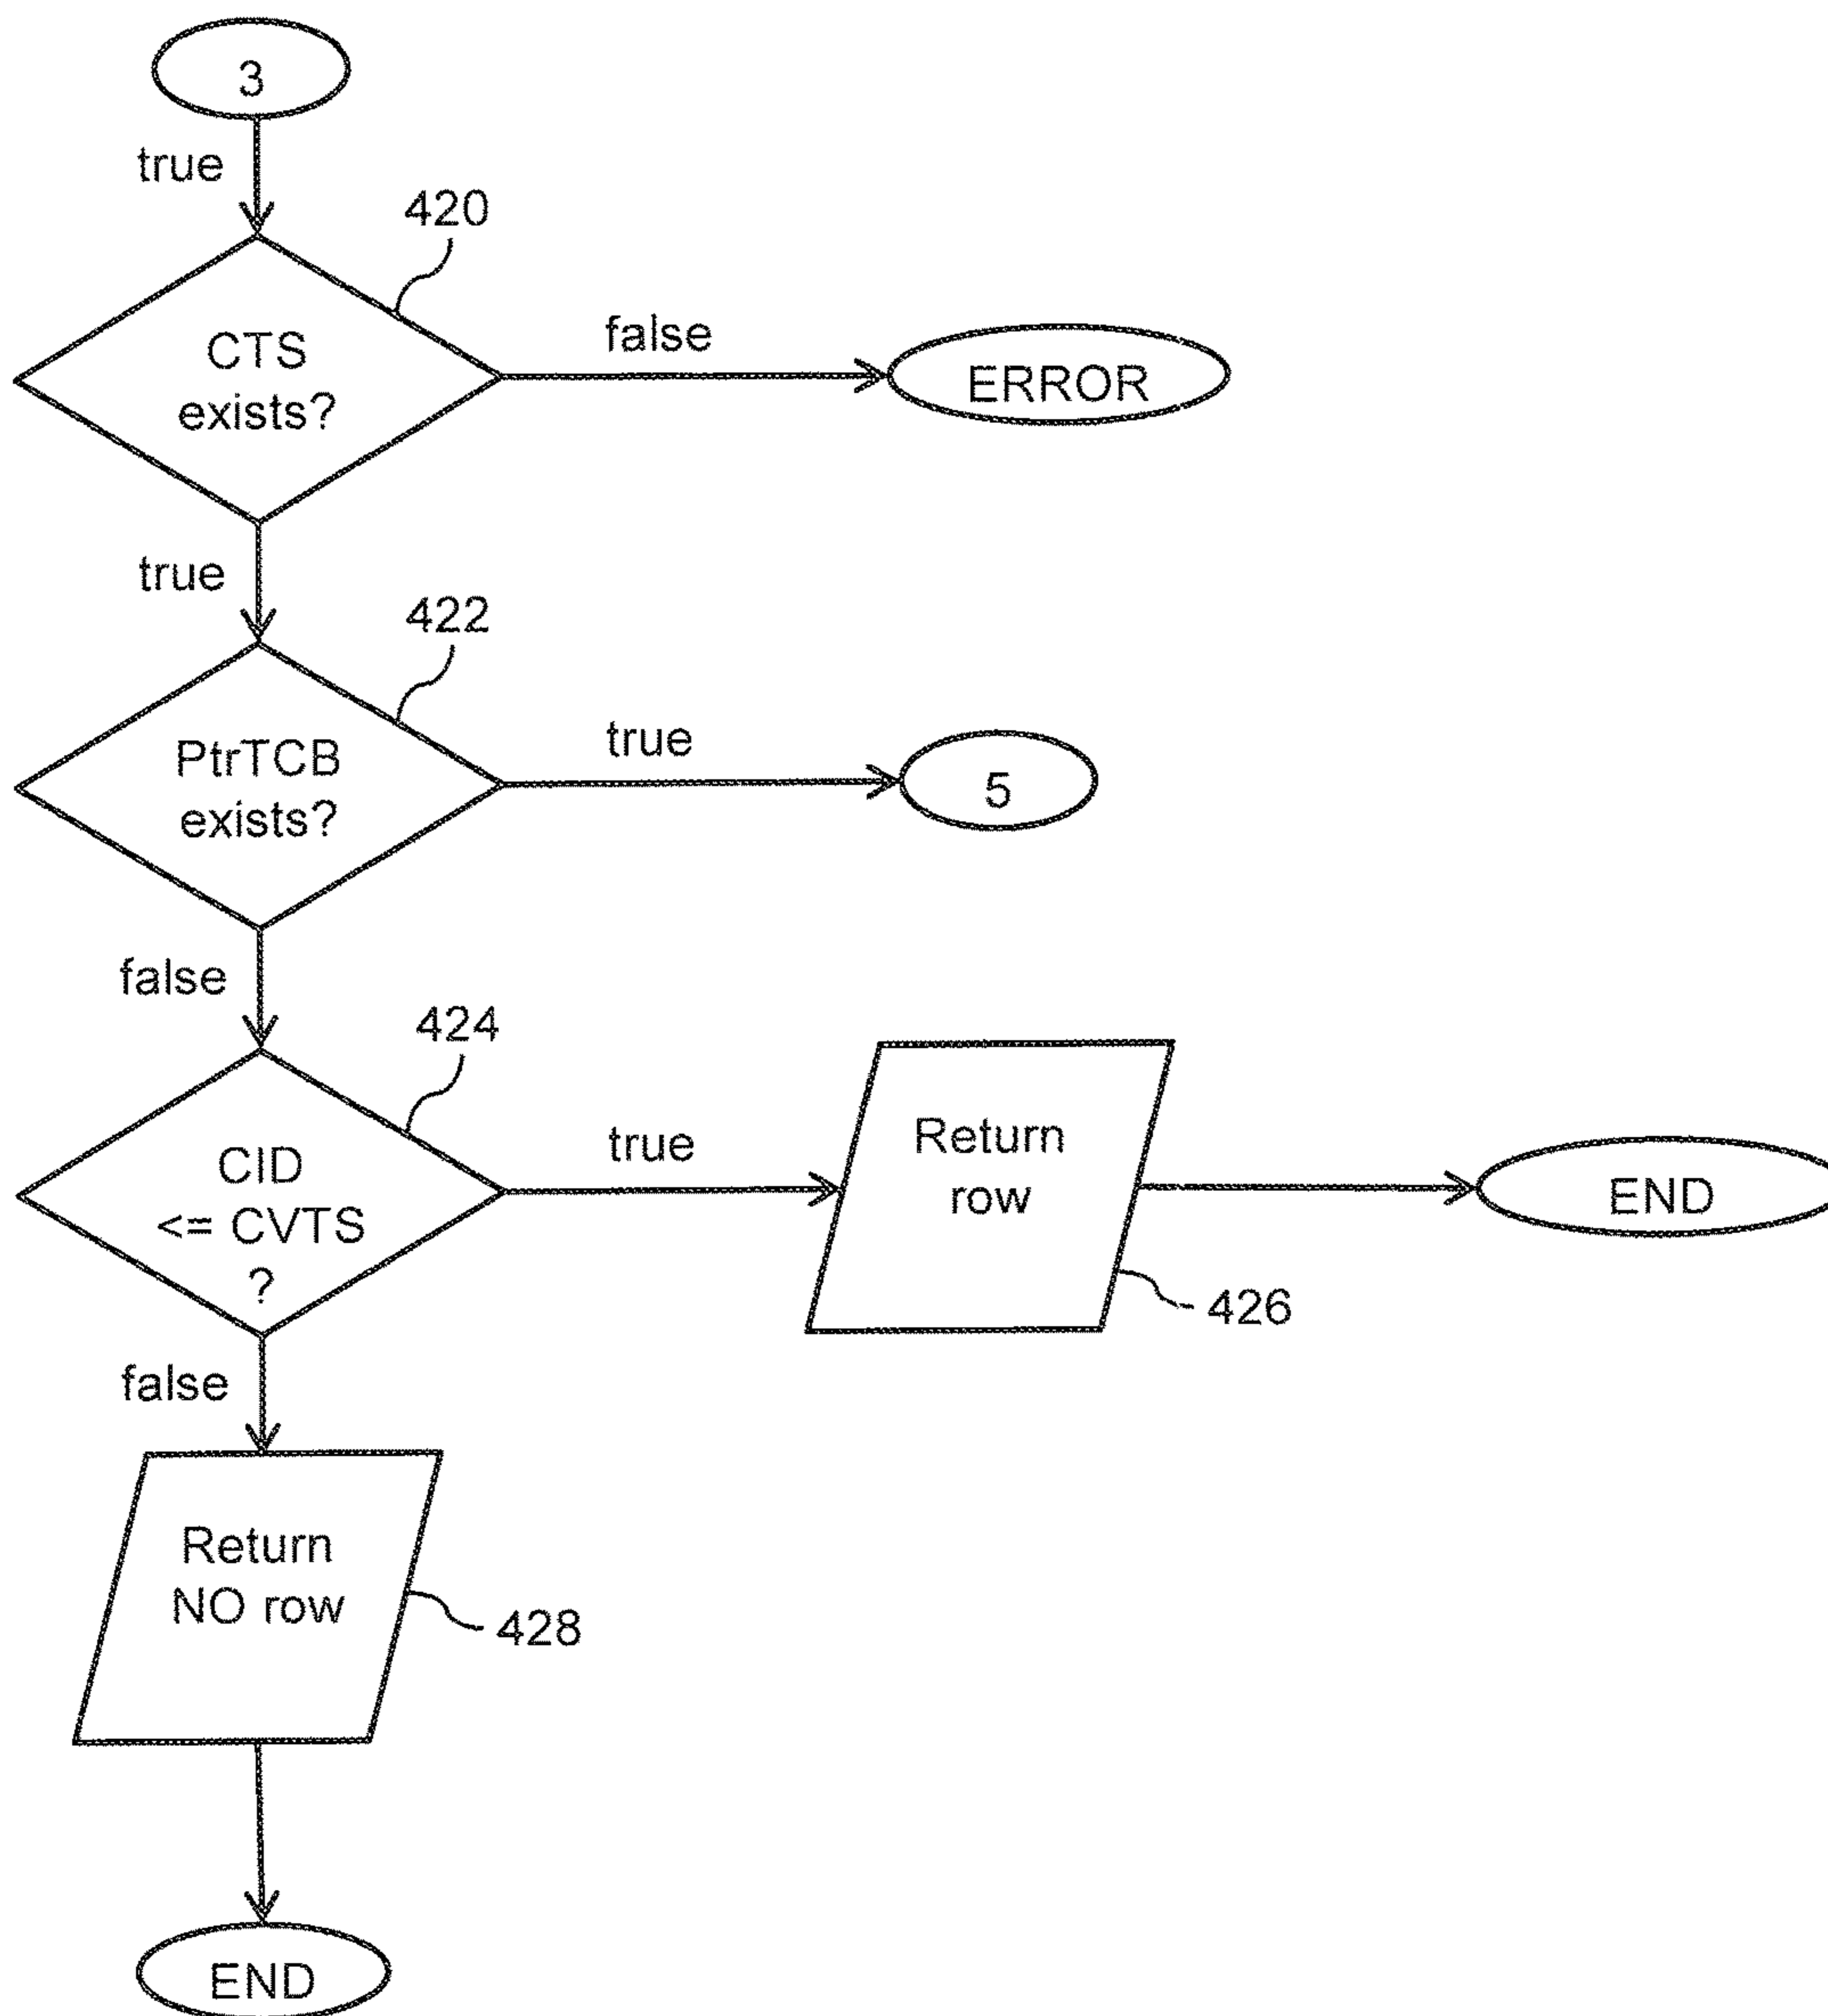 3
true
420
CTS
exists?
false
ERROR
true
422
PtrTCB
exists?
true
5
false
424
CID
<= CVTS
?
true
Return
row
426
END
false
Return
NO row
428
END